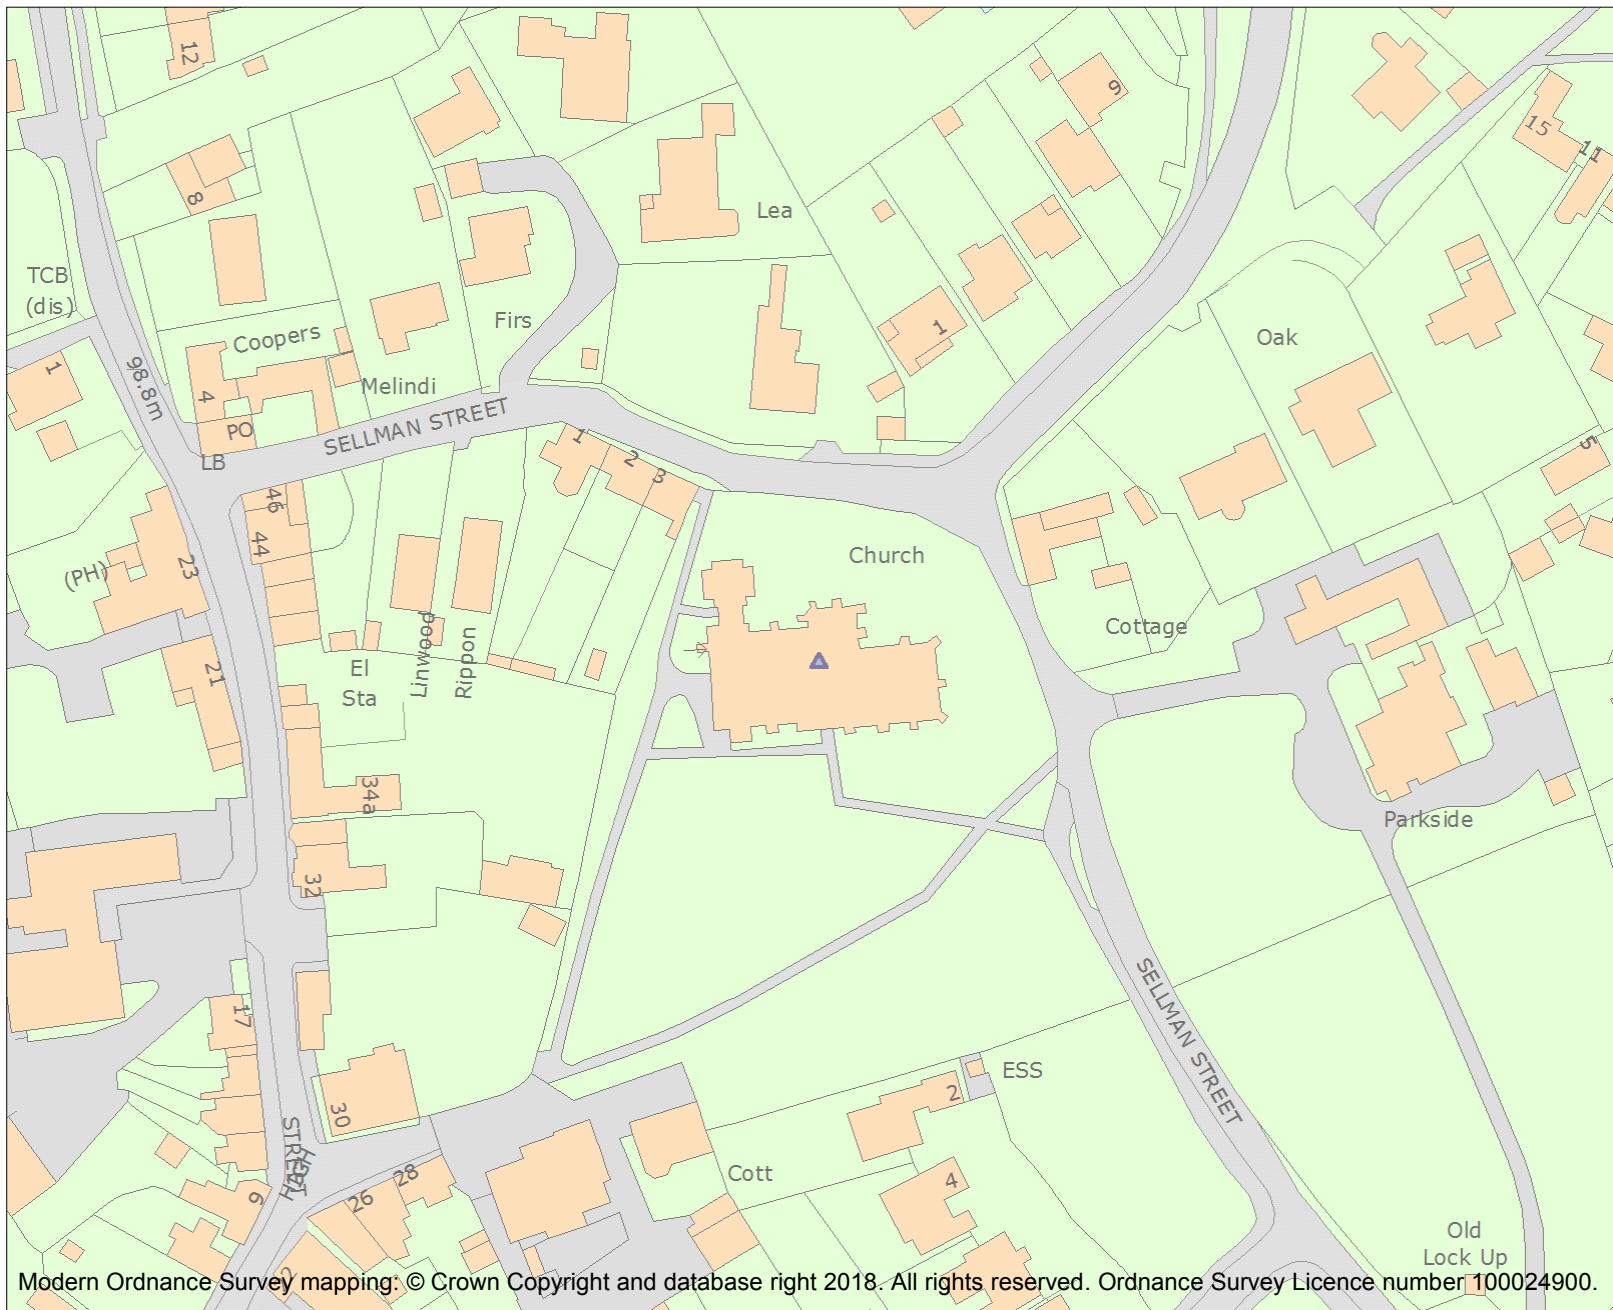 12
9
15
11
8
Lea
TCB
(dis)
Firs
Coopers
1
Oak
98.8m
1
4
Melindi
PO
SELLMAN STREET
LB
1
2
3
5
46
44
Church
(PH)
23
Cottage
21
El
Sta
Linwood
Rippon
34a
Parkside
32
17
SELLMAN STREET
ESS
2
30
HIGH
STREET
Cott
28
26
9
4
Old
Lock Up
Modern Ordnance Survey mapping: © Crown Copyright and database right 2018. All rights reserved. Ordnance Survey Licence number 100024900.